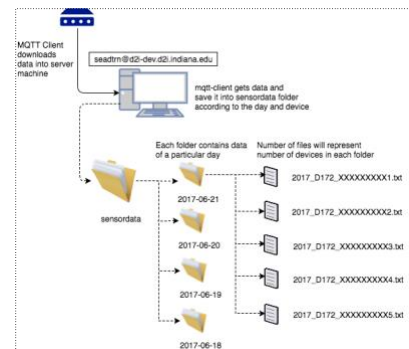 MQTT Client
downloads
data into server
machine
seadtrn@d2i-dev.d2i.indiana.edu
mqtt-client gets data and
save it into sensordata folder
according to the day and device
Each folder contains data
of a particular day
Number of files will represent
number of devices in each folder
sensordata
2017-06-21
2017-06-20
2017-06-19
2017-06-18
2017_D172_XXXXXXXXX1.txt
2017_D172_XXXXXXXXX2.txt
2017_D172_XXXXXXXXX3.txt
2017_D172_XXXXXXXXX4.txt
2017_D172_XXXXXXXXX5.txt